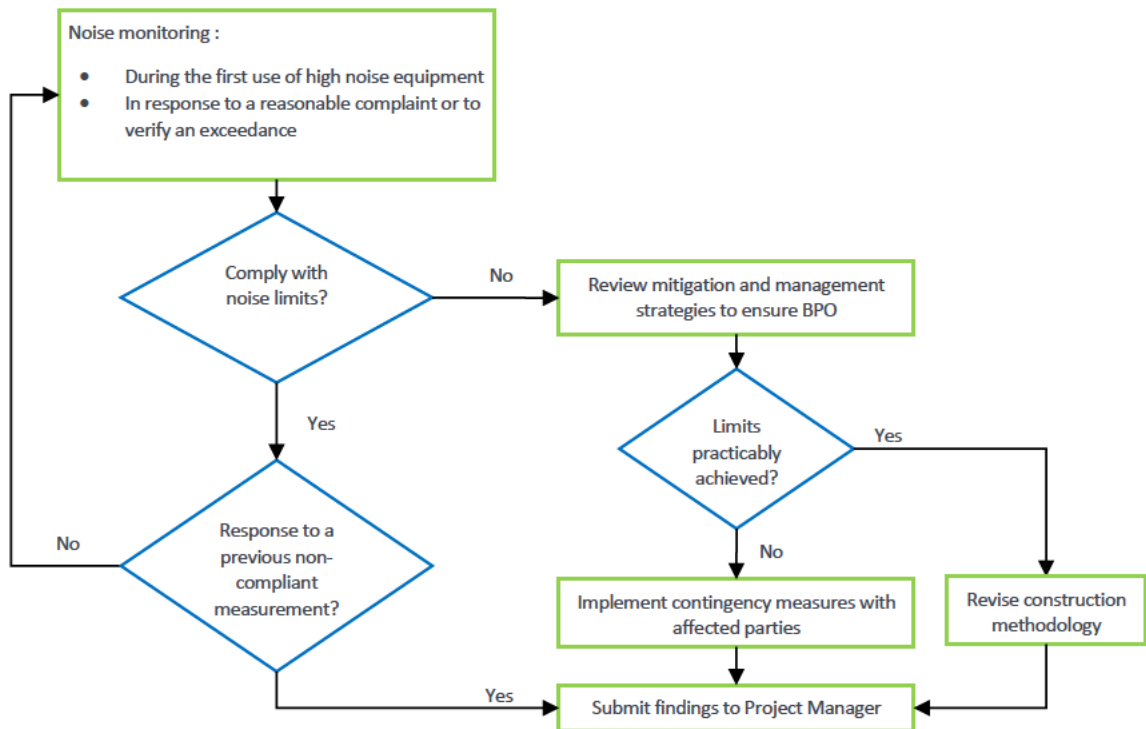 Noise monitoring :
• During the first use of high noise equipment
• In response to a reasonable complaint or to
verify an exceedance
Comply with
noise limits?
No
Review mitigation and management
strategies to ensure BPO
Yes
Limits
practicably
achieved?
Yes
Response to a
previous non-
compliant
measurement?
No
No
Implement contingency measures with
affected parties
Revise construction
methodology
Yes
Submit findings to Project Manager